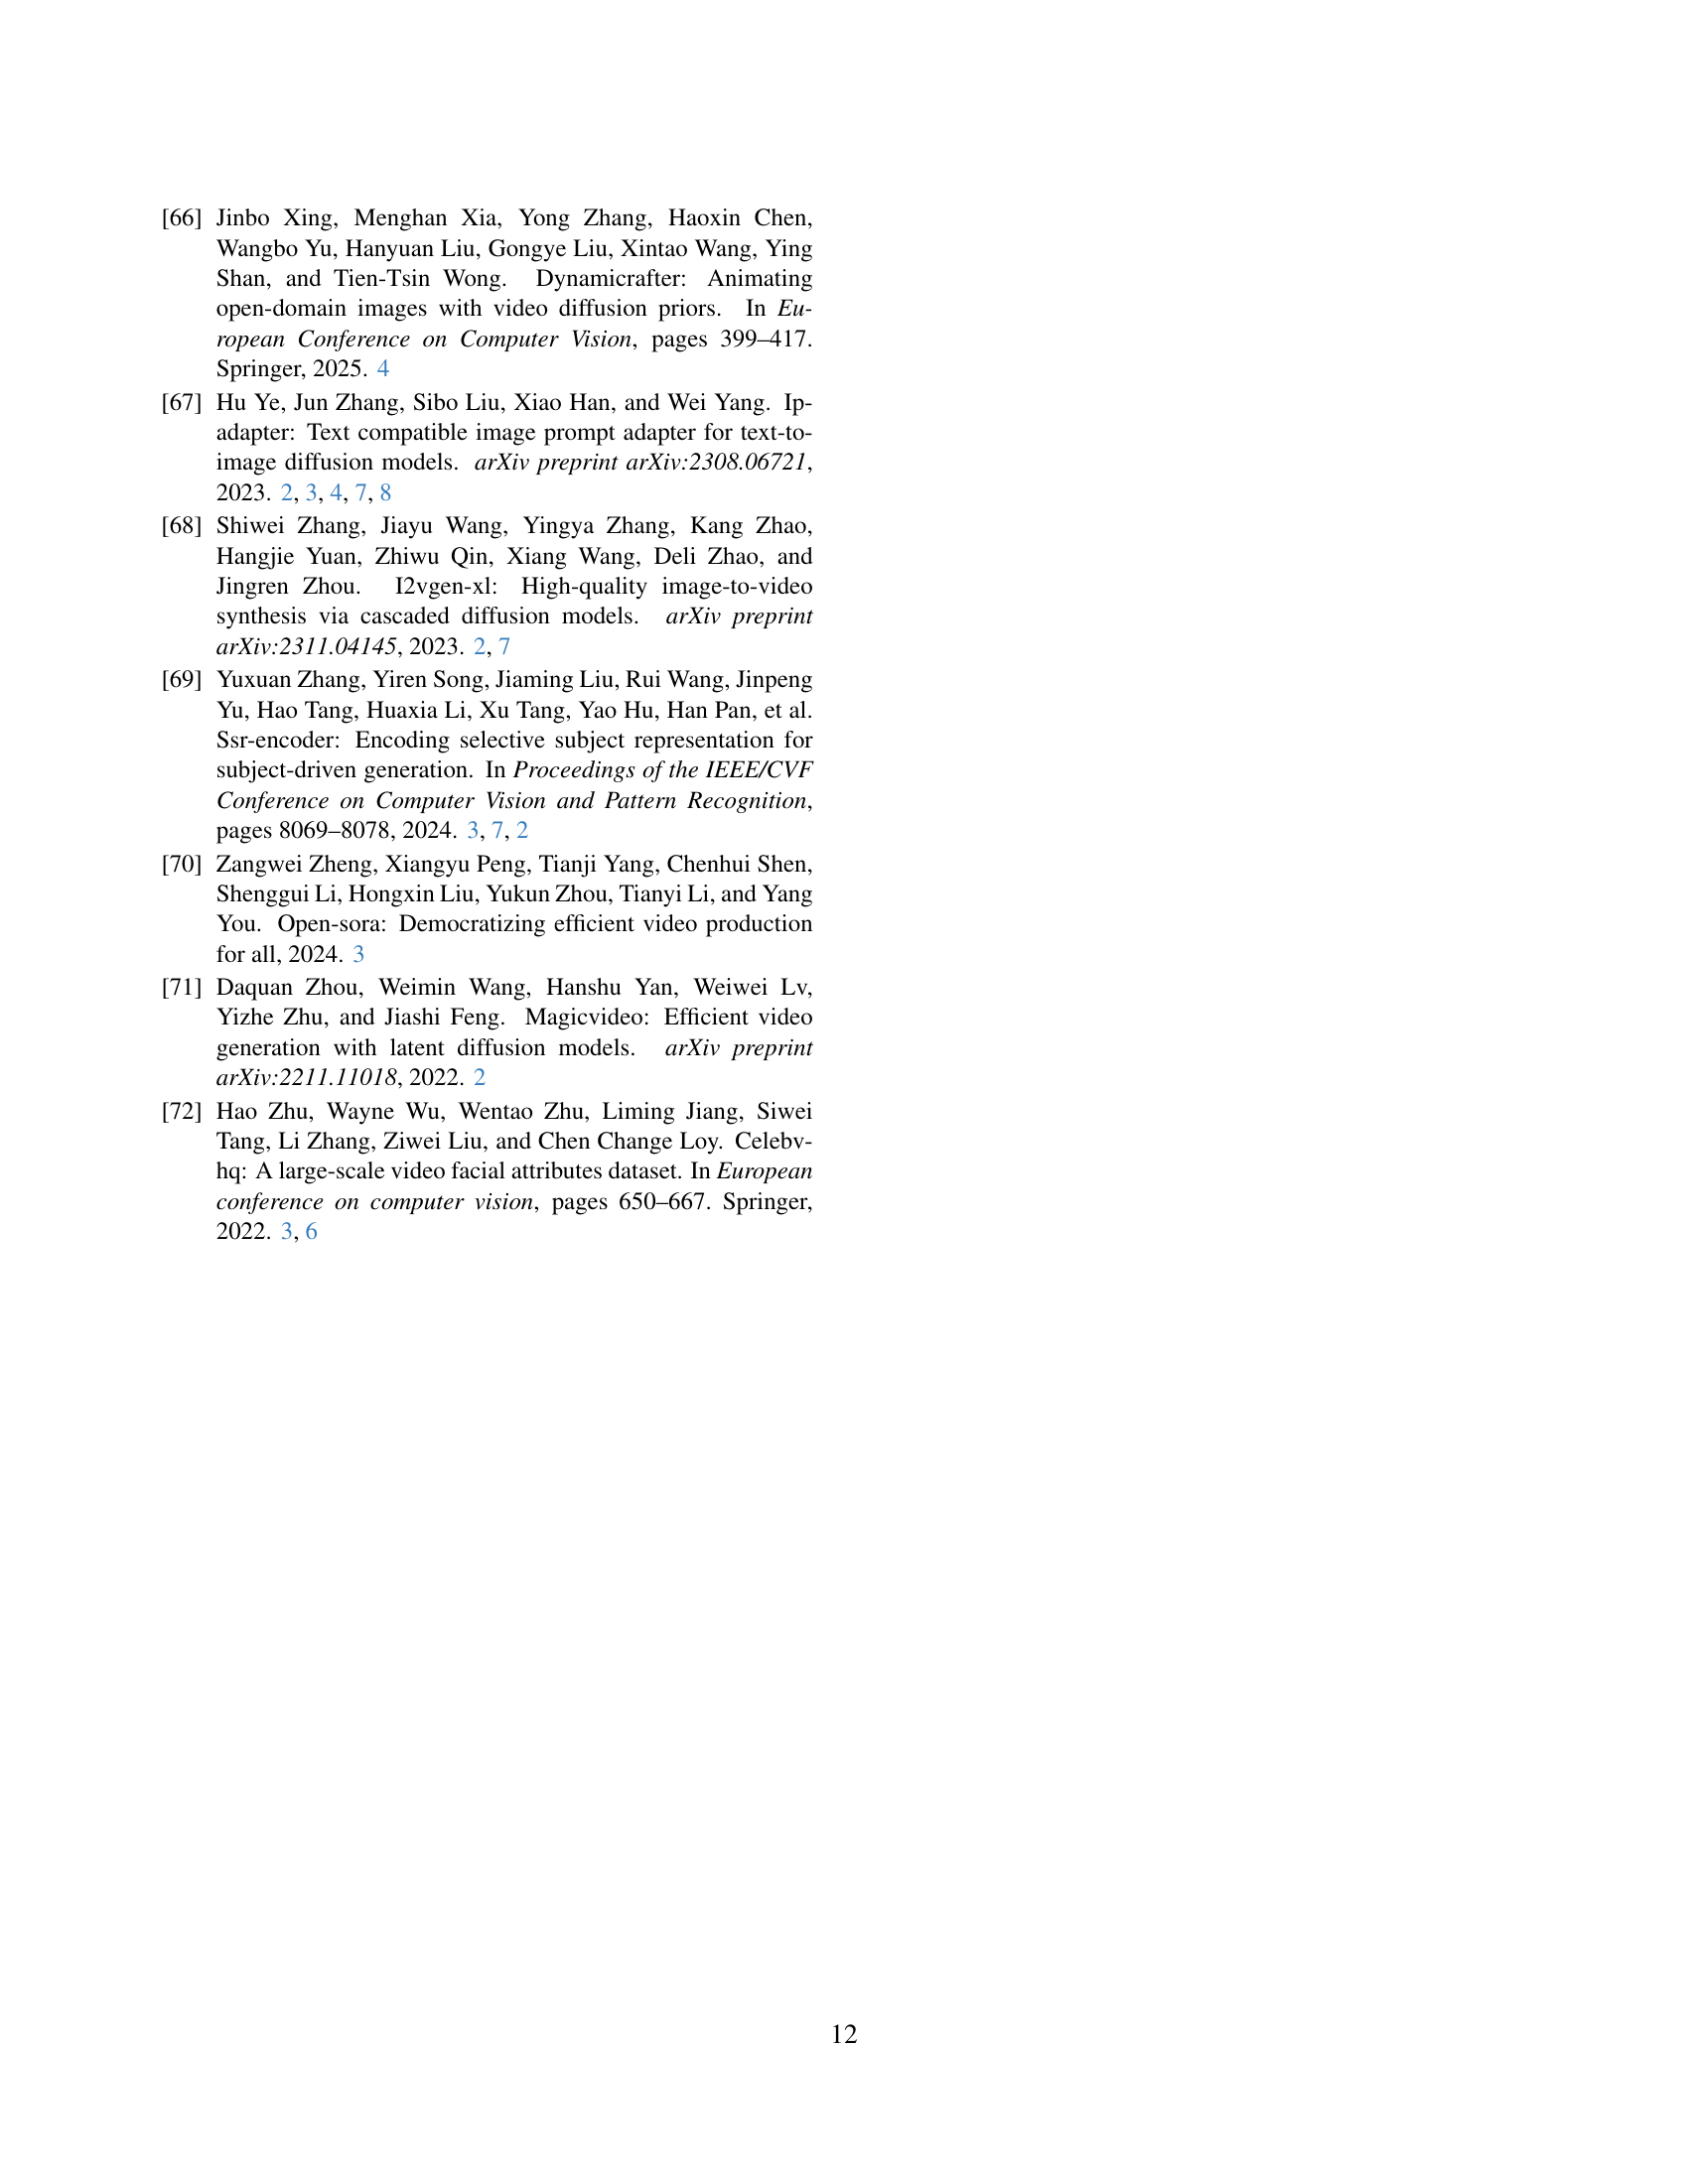 [66] Jinbo Xing, Menghan Xia, Yong Zhang, Haoxin Chen,
Wangbo Yu, Hanyuan Liu, Gongye Liu, Xintao Wang, Ying
Shan, and Tien-Tsin Wong. Dynamicrafter: Animating
open-domain images with video diffusion priors. In Eu-
ropean Conference on Computer Vision, pages 399–417.
Springer, 2025. 4
[67] Hu Ye, Jun Zhang, Sibo Liu, Xiao Han, and Wei Yang. Ip-
adapter: Text compatible image prompt adapter for text-to-
image diffusion models. arXiv preprint arXiv:2308.06721,
2023. 2, 3, 4, 7, 8
[68] Shiwei Zhang, Jiayu Wang, Yingya Zhang, Kang Zhao,
Hangjie Yuan, Zhiwu Qin, Xiang Wang, Deli Zhao, and
Jingren Zhou. I2vgen-xl: High-quality image-to-video
synthesis via cascaded diffusion models. arXiv preprint
arXiv:2311.04145, 2023. 2, 7
[69] Yuxuan Zhang, Yiren Song, Jiaming Liu, Rui Wang, Jinpeng
Yu, Hao Tang, Huaxia Li, Xu Tang, Yao Hu, Han Pan, et al.
Ssr-encoder: Encoding selective subject representation for
subject-driven generation. In Proceedings of the IEEE/CVF
Conference on Computer Vision and Pattern Recognition,
pages 8069–8078, 2024. 3, 7, 2
[70] Zangwei Zheng, Xiangyu Peng, Tianji Yang, Chenhui Shen,
Shenggui Li, Hongxin Liu, Yukun Zhou, Tianyi Li, and Yang
You. Open-sora: Democratizing efficient video production
for all, 2024. 3
[71] Daquan Zhou, Weimin Wang, Hanshu Yan, Weiwei Lv,
Yizhe Zhu, and Jiashi Feng. Magicvideo: Efficient video
generation with latent diffusion models. arXiv preprint
arXiv:2211.11018, 2022. 2
[72] Hao Zhu, Wayne Wu, Wentao Zhu, Liming Jiang, Siwei
Tang, Li Zhang, Ziwei Liu, and Chen Change Loy. Celebv-
hq: A large-scale video facial attributes dataset. In European
conference on computer vision, pages 650–667. Springer,
2022. 3, 6
12